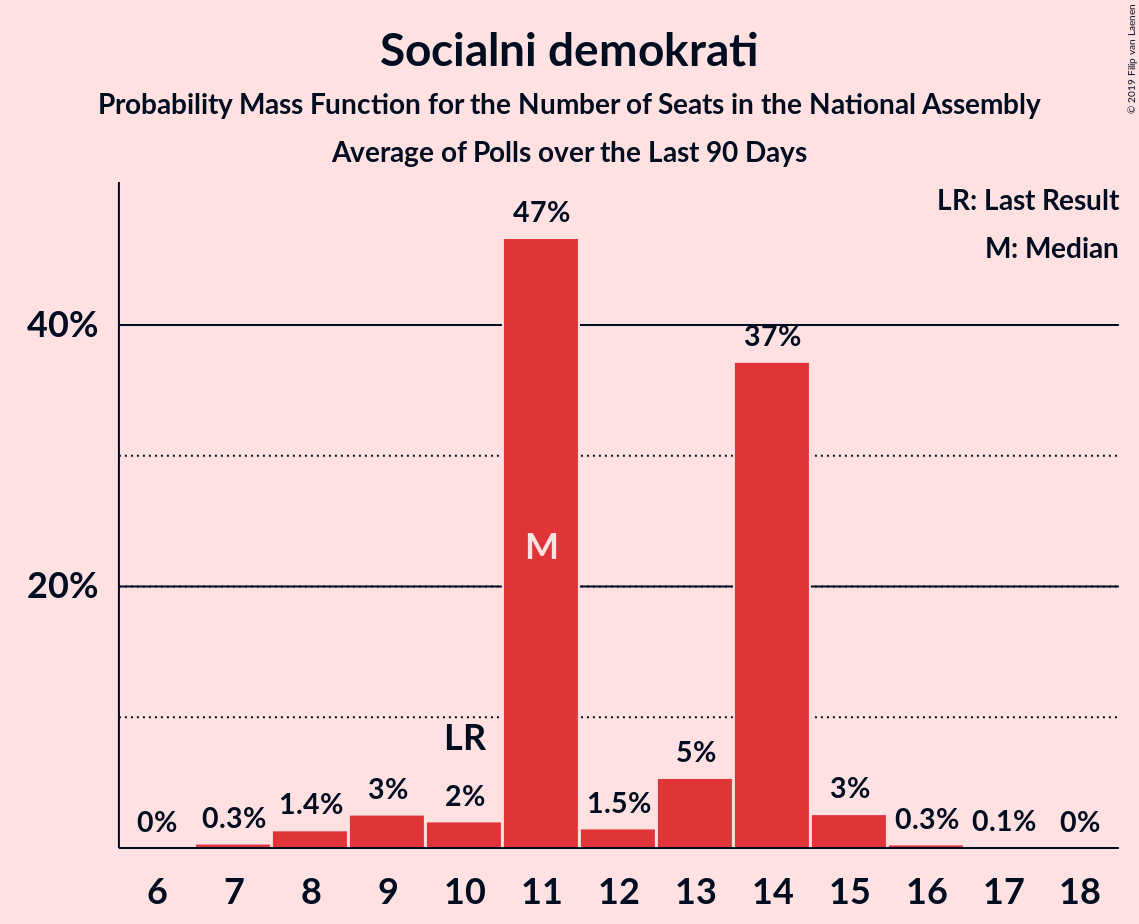 Socialni demokrati
Probability Mass Function for the Number of Seats in the National Assembly
Average of Polls over the Last 90 Days
© 2019 Filip van Laenen
LR: Last Result
M: Median
40%
20%
0%
0.3%
1.4%
3%
2%
LR
47%
M
1.5%
5%
37%
3%
0.3%
0.1%
0%
6 7 8 9 10 11 12 13 14 15 16 17 18